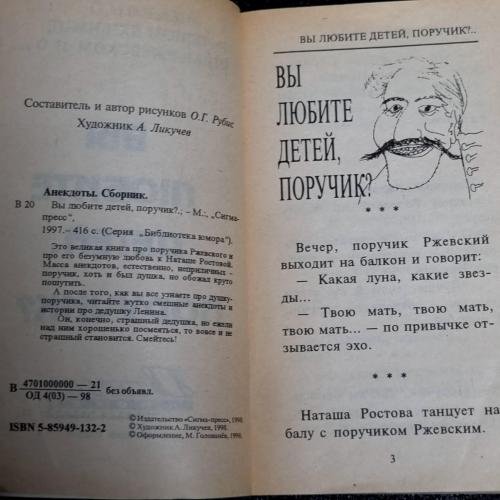 Составитель и автор рисунков О.Г. Рубис
Художник А. Ликучев
Анекдоты. Сборник.
В 20
Вы любите детей, поручик?.; – М.: „Сигма-
пресс",
1997.– 416 с. (Серия „Библиотека юмора").
Это великая книга про поручика Ржевского и
про его безумную любовь к Наташе Ростовой.
Масса анекдотов, естественно, неприличных -
поручик, хоть и был душка, но обожал круто
пошутить.
А после того, как вы все узнаете про душку-
поручика, читайте жутко смешные анекдоты и
истории про дедушку Ленина.
Он, конечно, страшный дедушка, но ежли
над ним хорошенько посмеяться, то вовсе и не
страшный становится. Смейтесь!
В 4701000000 — 21
ОД 4(03) — 98
без объявл.
ISBN 5-85949-132-2
© Издательство «Сигма-пресс», 1998.
© Художник А. Ликучев, 1998.
© Оформление, М. Голованёв, 1998.
ВЫ ЛЮБИТЕ ДЕТЕЙ, ПОРУЧИК?..
ВЫ
ЛЮБИТЕ
ДЕТЕЙ,
ПОРУЧИК?
* * *
Вечер, поручик Ржевский
выходит на балкон и говорит:
— Какая луна, какие звез-
ды...
— Твою мать, твою мать,
твою мать... — по привычке от-
зывается эхо.
* * *
Наташа Ростова танцует на
балу с поручиком Ржевским.
3